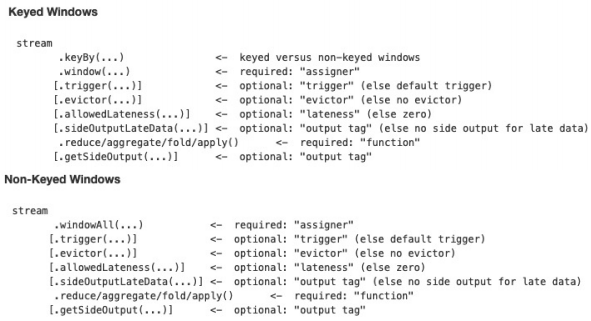 Keyed Windows
stream
.keyBy(...) <- keyed versus non-keyed windows
.window(...) <- required: "assigner"
[.trigger(...)] <- optional: "trigger" (else default trigger)
[.evictor(...)] <- optional: "evictor" (else no evictor)
[.allowedLateness(...)] <- optional: "lateness" (else zero)
[.sideOutputLateData(...)] <- optional: "output tag" (else no side output for late data)
.reduce/aggregate/fold/apply() <- required: "function"
[.getSideOutput(...)] <- optional: "output tag"
Non-Keyed Windows
stream
.windowAll(...) <- required: "assigner"
[.trigger(...)] <- optional: "trigger" (else default trigger)
[.evictor(...)] <- optional: "evictor" (else no evictor)
[.allowedLateness(...)] <- optional: "lateness" (else zero)
[.sideOutputLateData(...)] <- optional: "output tag" (else no side output for late data)
.reduce/aggregate/fold/apply() <- required: "function"
[.getSideOutput(...)] <- optional: "output tag"